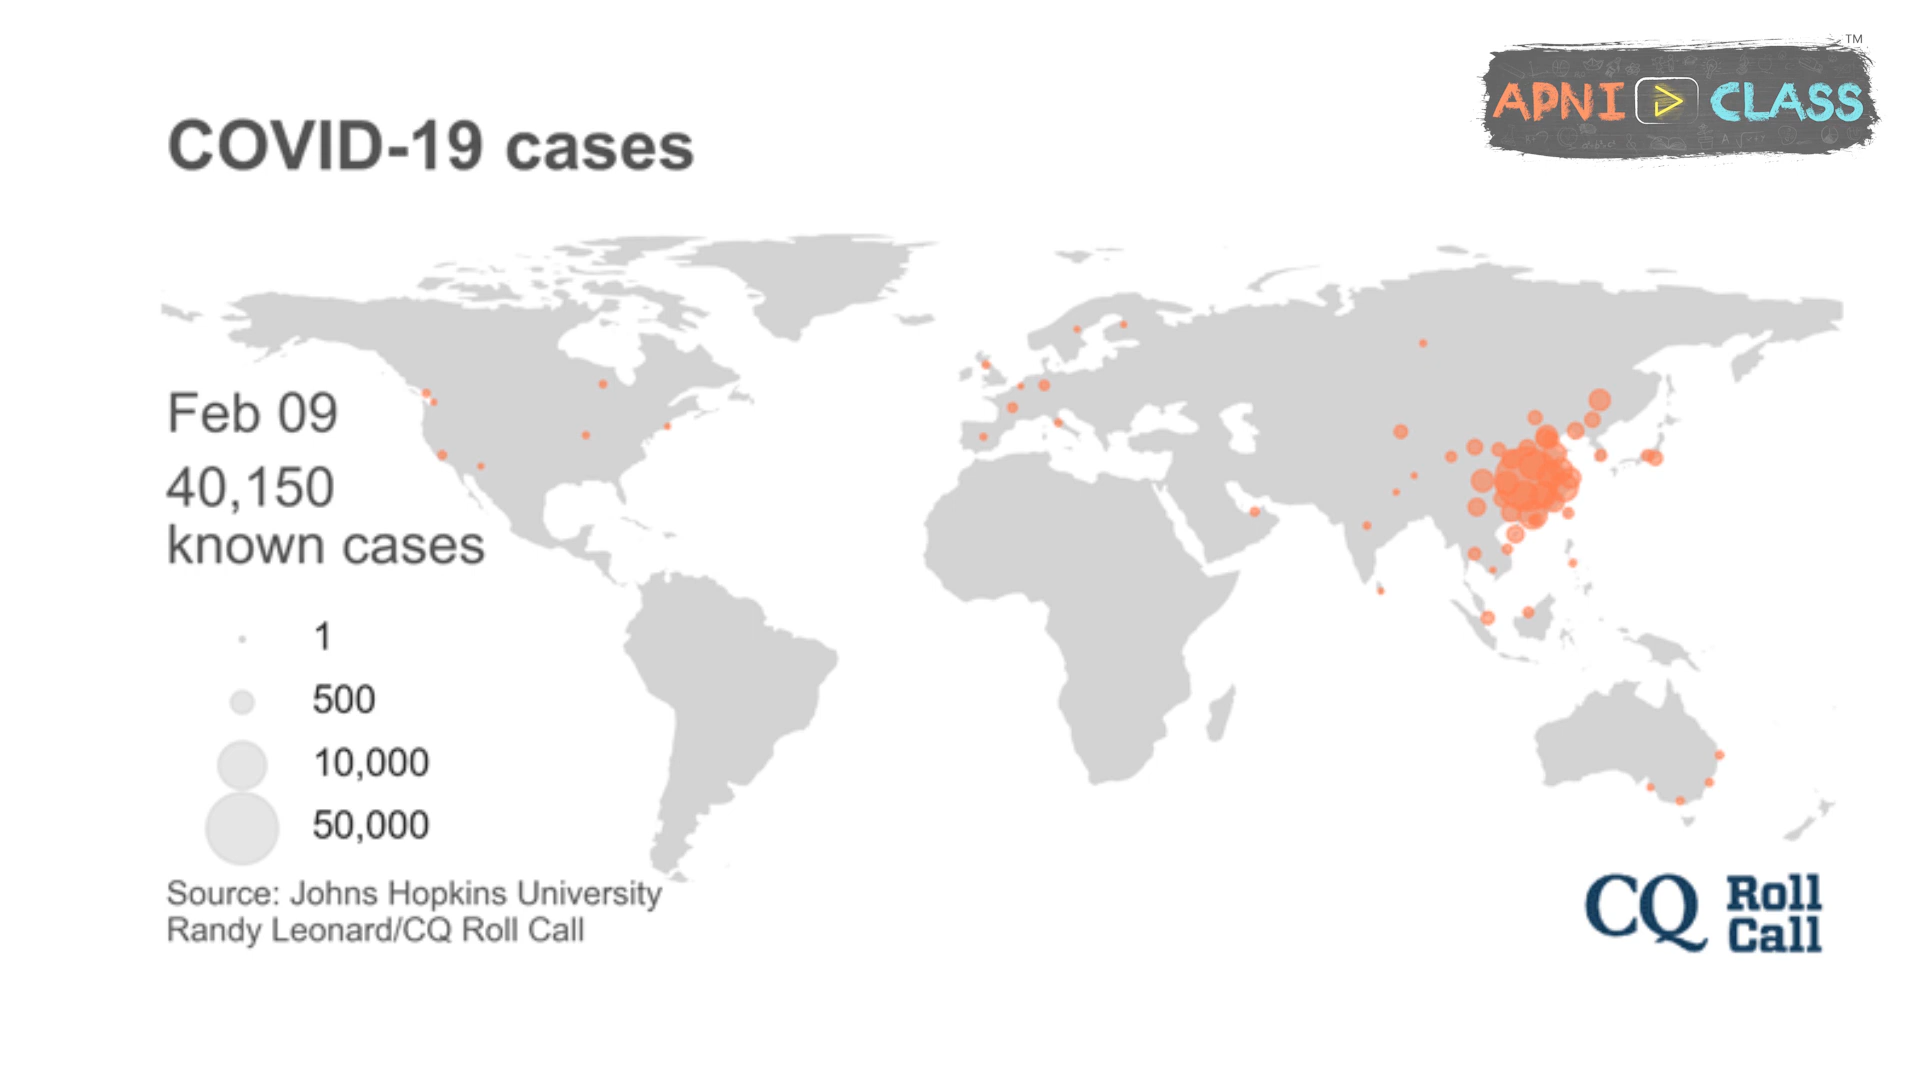 APNI CLASS TM
COVID-19 cases
Feb 09
40,150
known cases
1
500
10,000
50,000
Source: Johns Hopkins University
Randy Leonard/CQ Roll Call
CQ Roll
Call